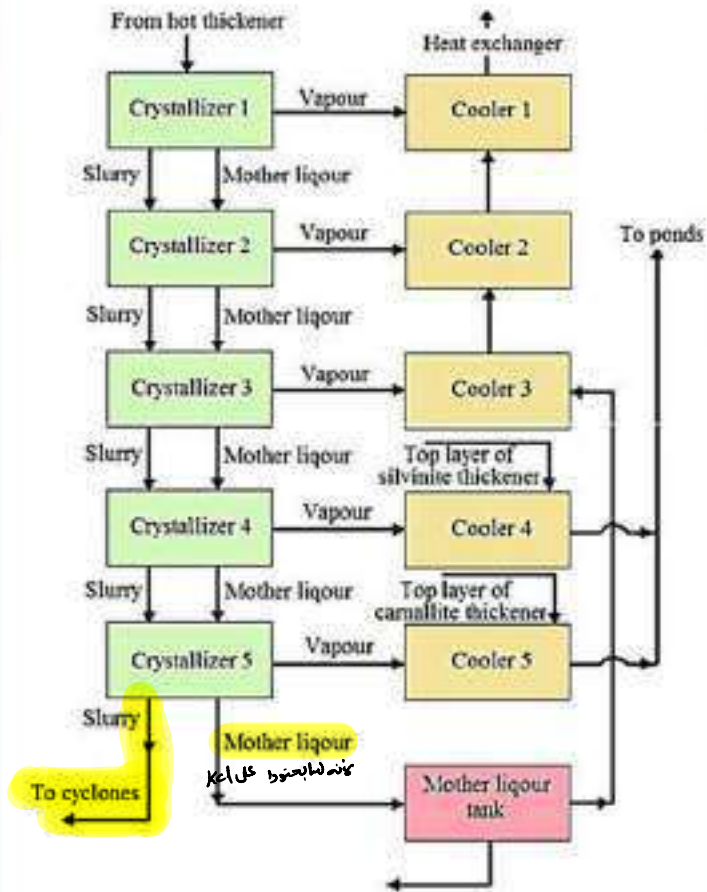 From hot thickener
Heat exchanger
Crystallizer 1
Vapour
Cooler 1
Slurry
Mother liqour
Crystallizer 2
Vapour
Cooler 2
To ponds
Slurry
Mother liqour
Crystallizer 3
Vapour
Cooler 3
Slurry
Mother liqour
Top layer of
silvinite thickener
Crystallizer 4
Vapour
Cooler 4
Slurry
Mother liqour
Top layer of
carnallite thickener
Crystallizer 5
Vapour
Cooler 5
Slurry
Mother liqour
على KCl
To cyclones
Mother liqour
tank